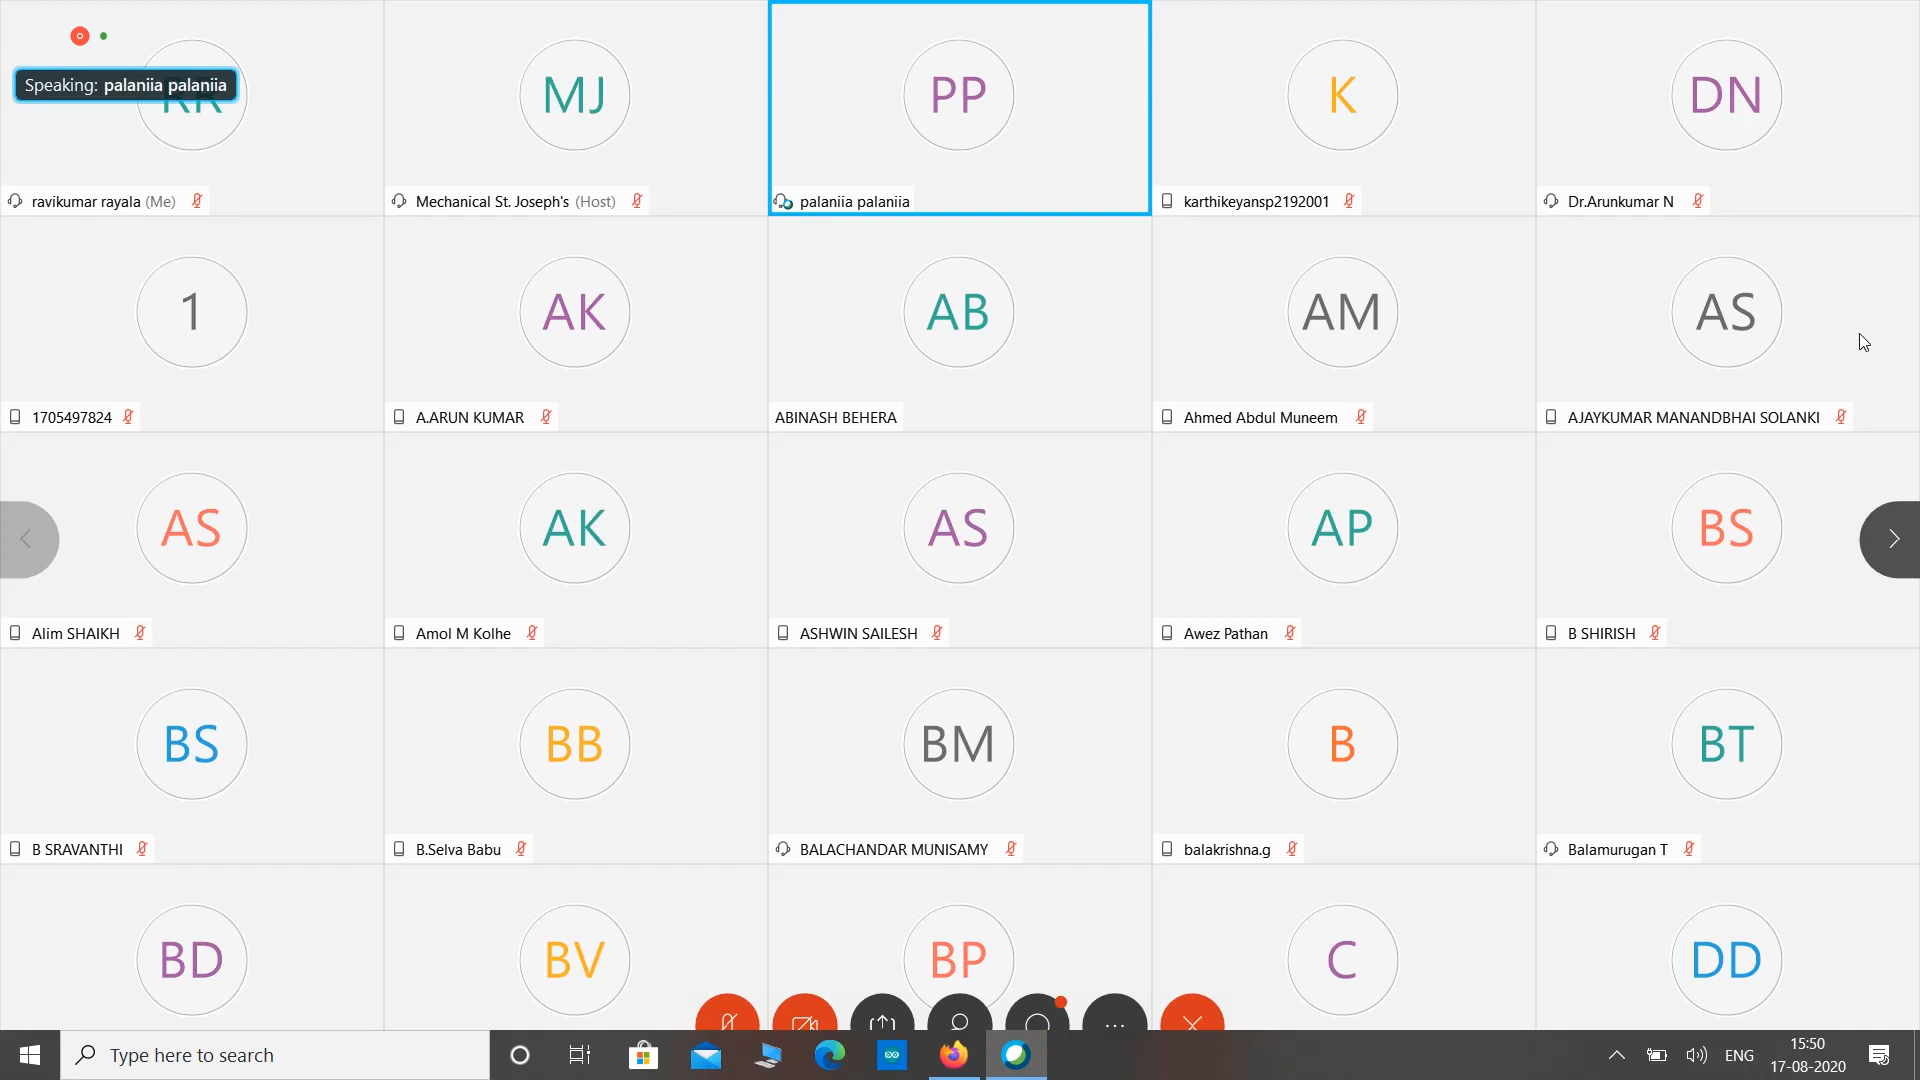 Speaking: palaniia palaniia
RR
MJ
PP
K
DN
ravikumar rayala (Me)
Mechanical St. Joseph's (Host)
palaniia palaniia
karthikeyansp2192001
Dr.Arunkumar N
1
AK
AB
AM
AS
1705497824
A.ARUN KUMAR
ABINASH BEHERA
Ahmed Abdul Muneem
AJAYKUMAR MANANDBHAI SOLANKI
AS
AK
AS
AP
BS
Alim SHAIKH
Amol M Kolhe
ASHWIN SAILESH
Awez Pathan
B SHIRISH
BS
BB
BM
B
BT
B SRAVANTHI
B.Selva Babu
BALACHANDAR MUNISAMY
balakrishna.g
Balamurugan T
BD
BV
BP
C
DD
Type here to search
ENG
15:50
17-08-2020